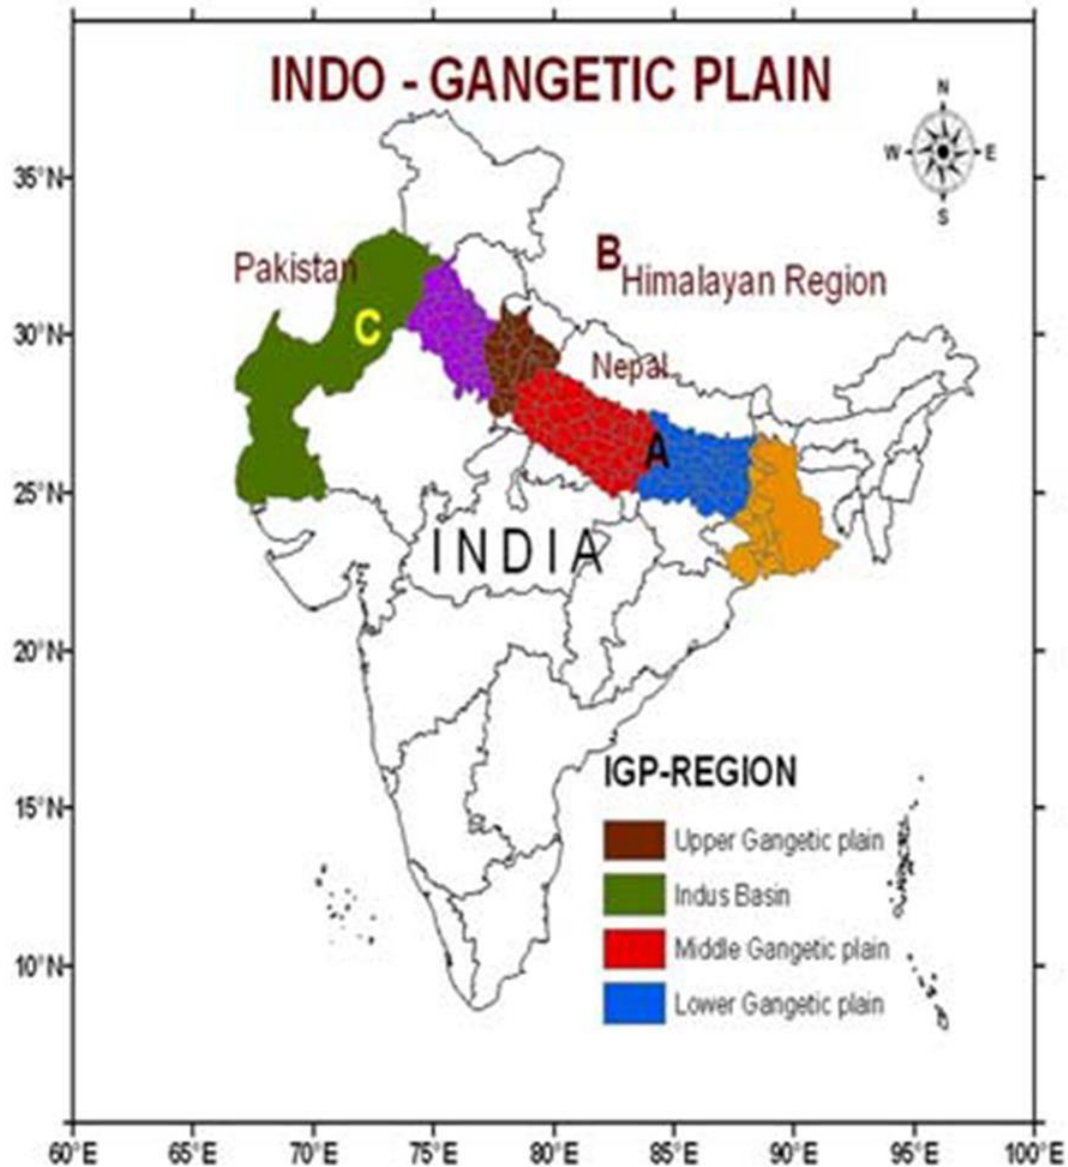 INDO - GANGETIC PLAIN
N
W E
S
35°N
30°N
25°N
20°N
15°N
10°N
Pakistan
B
Himalayan Region
C
Nepal
A
INDIA
IGP-REGION
Upper Gangetic plain
Indus Basin
Middle Gangetic plain
Lower Gangetic plain
60°E 65°E 70°E 75°E 80°E 85°E 90°E 95°E 100°E